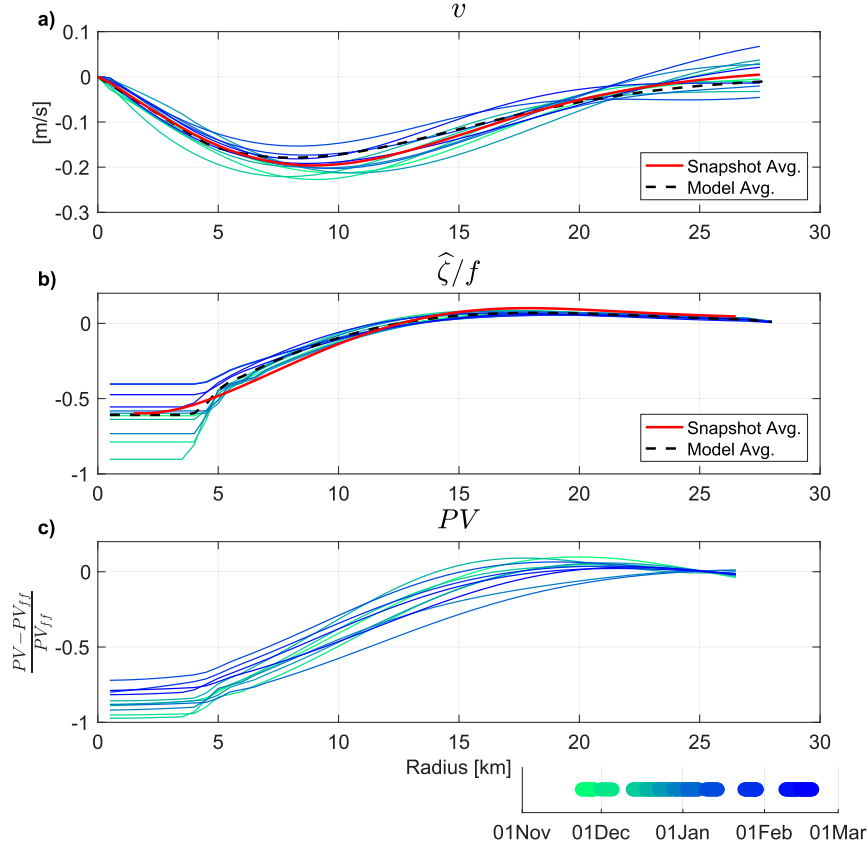 a)
v
0.1
0
-0.1
-0.2
-0.3
[m/s]
Snapshot Avg.
Model Avg.
0 5 10 15 20 25 30
b)
ζ̂/f
0
-0.5
-1
Snapshot Avg.
Model Avg.
0 5 10 15 20 25 30
c)
PV
0
-0.5
-1
PV−PV_ff
PV_ff
0 5 10 15 20 25 30
Radius [km]
01Nov 01Dec 01Jan 01Feb 01Mar